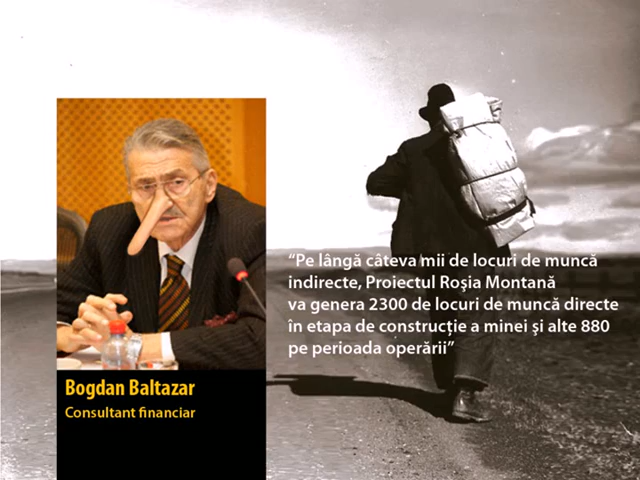 “Pe lângă câteva mii de locuri de muncă
indirecte, Proiectul Roşia Montană
va genera 2300 de locuri de muncă directe
în etapa de construcţie a minei şi alte 880
pe perioada operării”
Bogdan Baltazar
Consultant financiar